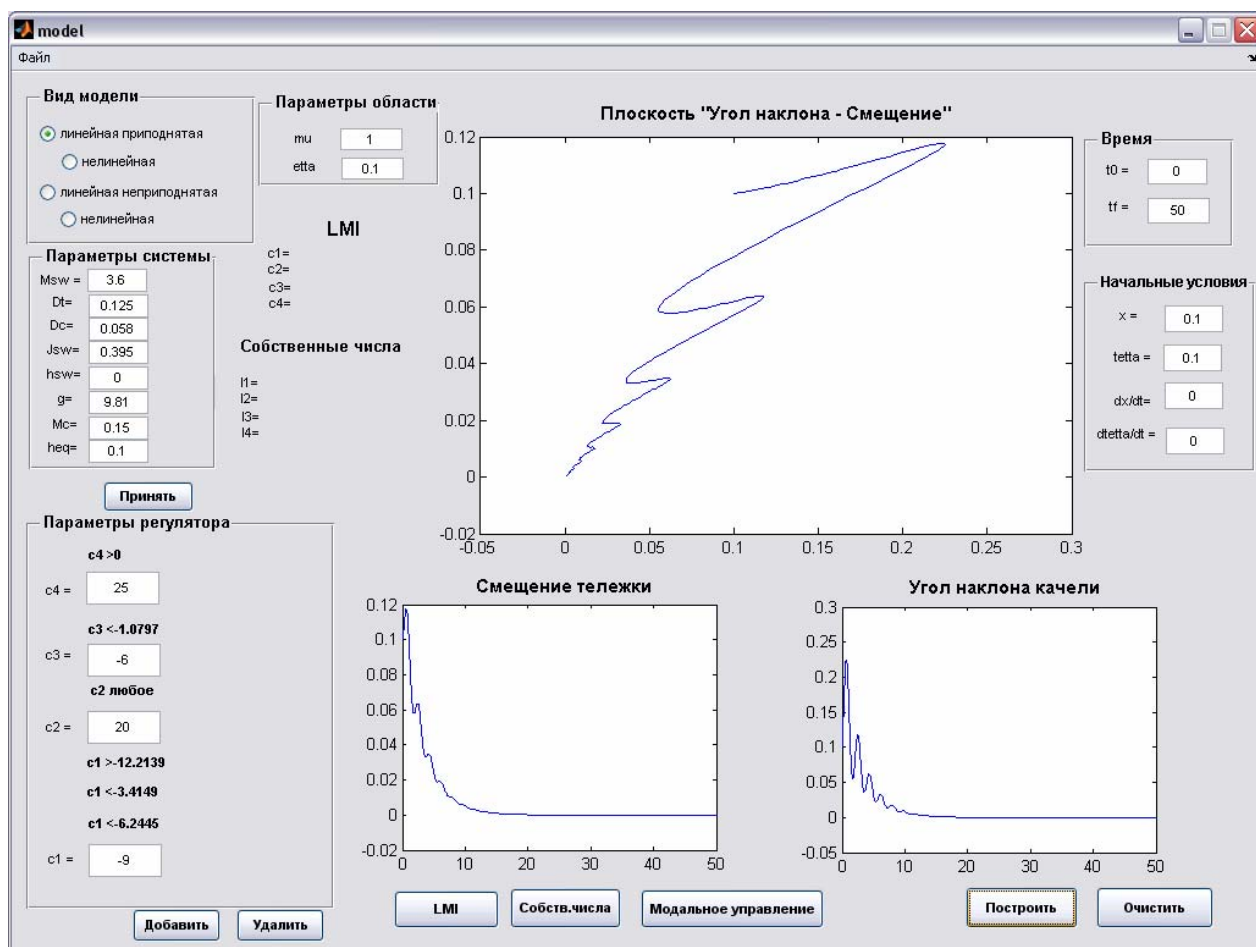 model
Файл
Вид модели
линейная приподнятая
нелинейная
линейная неприподнятая
нелинейная
Параметры области
mu 1
etta 0.1
LMI
c1=
c2=
c3=
c4=
Собственные числа
l1=
l2=
l3=
l4=
Параметры системы
Msw = 3.6
Dt= 0.125
Dc= 0.058
Jsw= 0.395
hsw= 0
g= 9.81
Mc= 0.15
heq= 0.1
Принять
Параметры регулятора
c4 >0
c4 = 25
c3 <-1.0797
c3 = -6
c2 любое
c2 = 20
c1 >-12.2139
c1 <-3.4149
c1 <-6.2445
c1 = -9
Добавить
Удалить
Плоскость "Угол наклона - Смещение"
0.12
0.1
0.08
0.06
0.04
0.02
0
-0.02
-0.05 0 0.05 0.1 0.15 0.2 0.25 0.3
Время
t0 = 0
tf = 50
Начальные условия
x = 0.1
tetta = 0.1
dx/dt= 0
dtetta/dt = 0
Смещение тележки
0.12
0.1
0.08
0.06
0.04
0.02
0
-0.02
0 10 20 30 40 50
Угол наклона качели
0.3
0.25
0.2
0.15
0.1
0.05
0
-0.05
0 10 20 30 40 50
LMI
Собств.числа
Модальное управление
Построить
Очистить